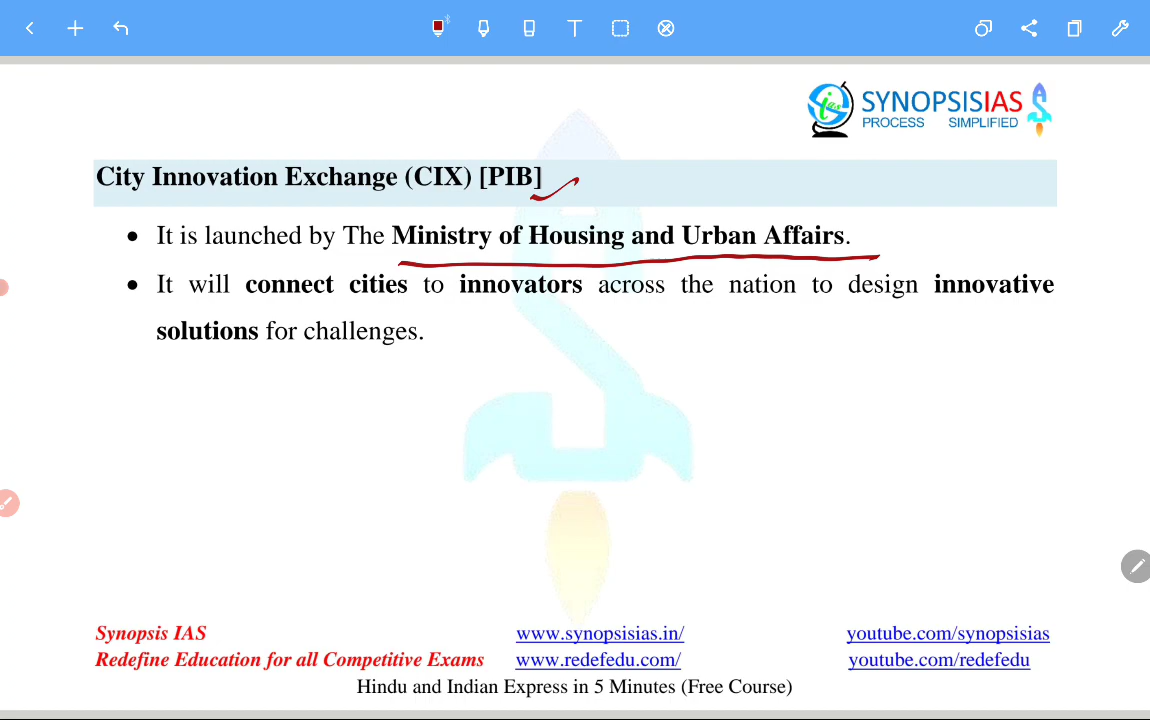 SYNOPSISIAS
PROCESS SIMPLIFIED
City Innovation Exchange (CIX) [PIB]
• It is launched by The Ministry of Housing and Urban Affairs.
• It will connect cities to innovators across the nation to design innovative
solutions for challenges.
Synopsis IAS www.synopsisias.in/ youtube.com/synopsisias
Redefine Education for all Competitive Exams www.redefedu.com/ youtube.com/redefedu
Hindu and Indian Express in 5 Minutes (Free Course)